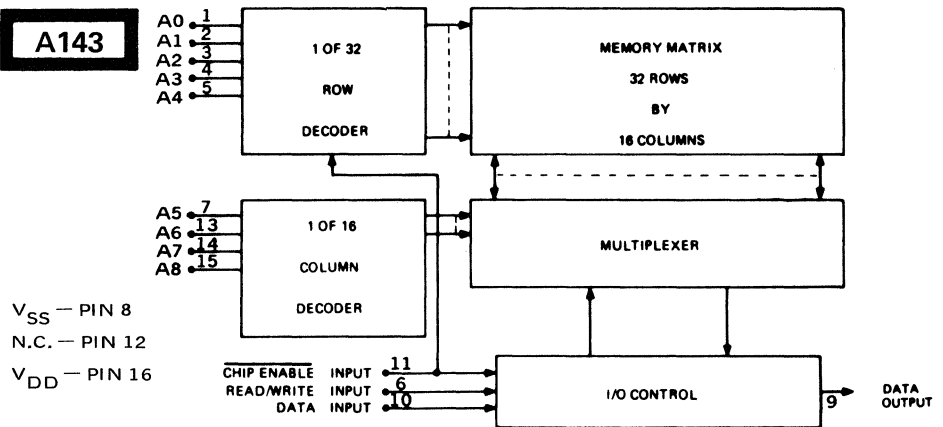 A143
A0 1
A1 2
A2 3
A3 4
A4 5
1 OF 32
ROW
DECODER
MEMORY MATRIX
32 ROWS
BY
16 COLUMNS
A5 7
A6 13
A7 14
A8 15
1 OF 16
COLUMN
DECODER
MULTIPLEXER
VSS — PIN 8
N.C. — PIN 12
VDD — PIN 16
CHIP ENABLE INPUT 11
READ/WRITE INPUT 6
DATA INPUT 10
I/O CONTROL
9
DATA
OUTPUT